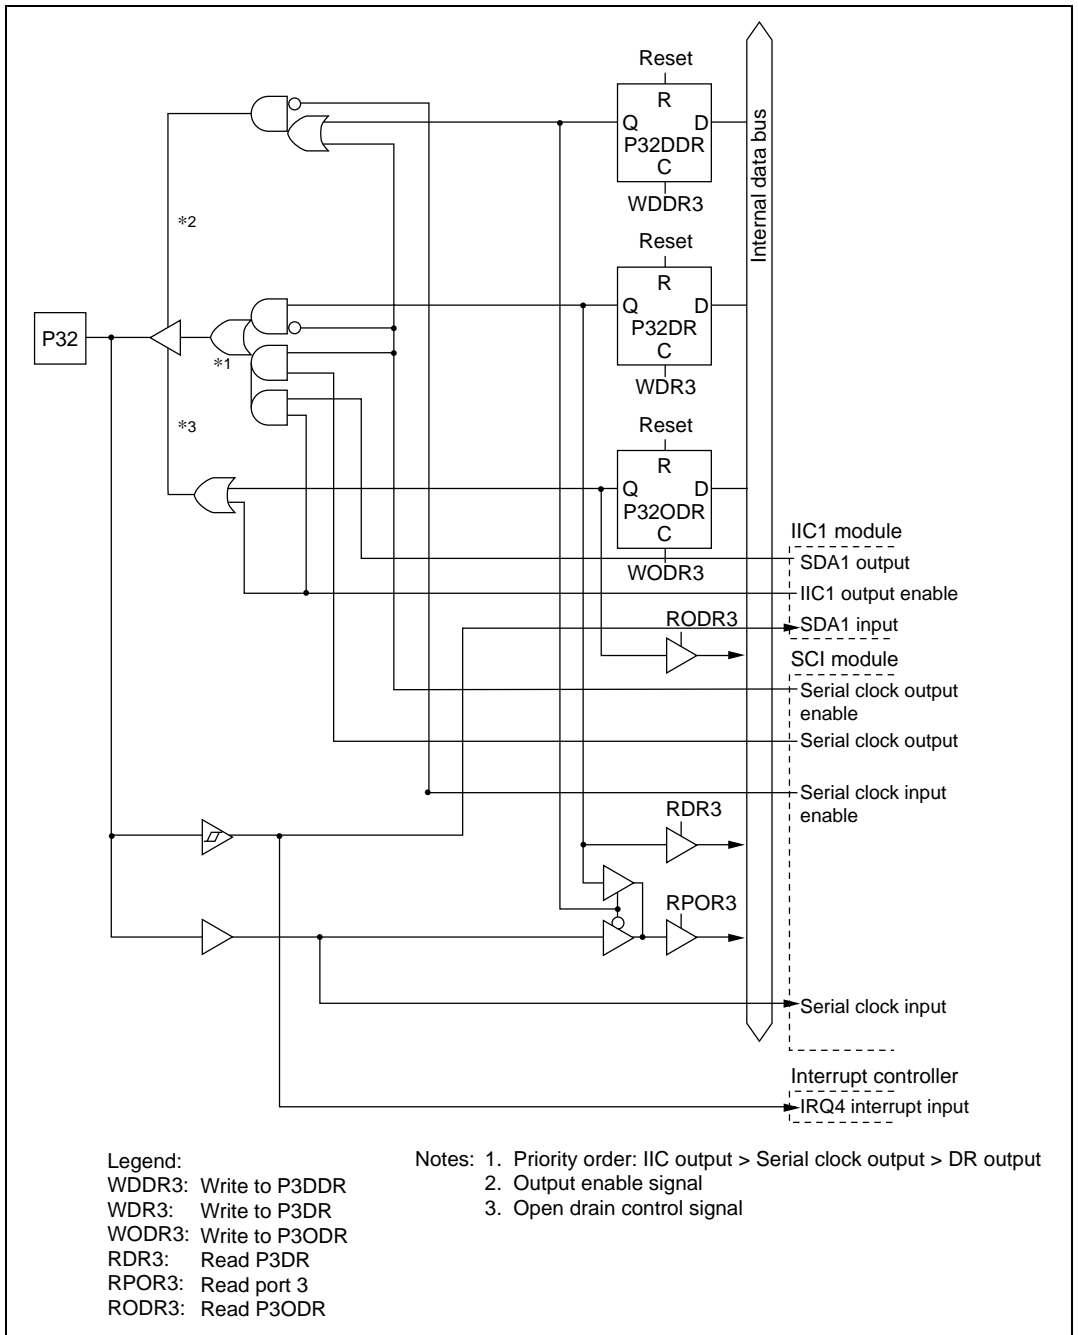 Reset
R
Q D
P32DDR
C
WDDR3
Internal data bus
*2
Reset
R
Q D
P32DR
C
WDR3
P32
*1
*3
Reset
R
Q D
P32ODR
C
WODR3
IIC1 module
SDA1 output
IIC1 output enable
SDA1 input
RODR3
SCI module
Serial clock output
enable
Serial clock output
Serial clock input
enable
RDR3
RPOR3
Serial clock input
Interrupt controller
IRQ4 interrupt input
Legend:
WDDR3: Write to P3DDR
WDR3: Write to P3DR
WODR3: Write to P3ODR
RDR3: Read P3DR
RPOR3: Read port 3
RODR3: Read P3ODR
Notes: 1. Priority order: IIC output > Serial clock output > DR output
2. Output enable signal
3. Open drain control signal